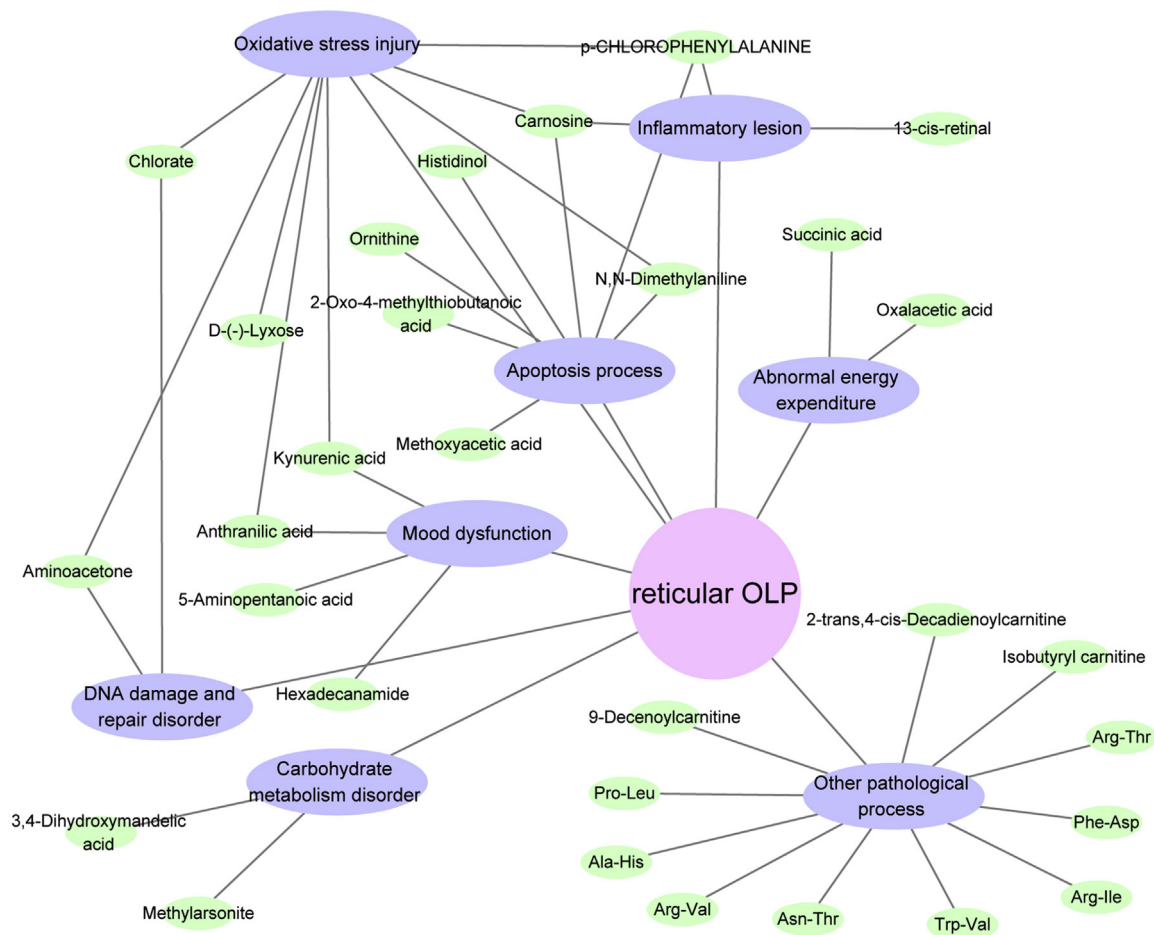 Oxidative stress injury
p-CHLOROPHENYLALANINE
Carnosine
Inflammatory lesion
13-cis-retinal
Chlorate
Histidinol
Ornithine
Succinic acid
N,N-Dimethylaniline
2-Oxo-4-methylthiobutanoic
acid
D-(-)-Lyxose
Oxalacetic acid
Apoptosis process
Abnormal energy
expenditure
Methoxyacetic acid
Kynurenic acid
Anthranilic acid
Mood dysfunction
Aminoacetone
5-Aminopentanoic acid
reticular OLP
2-trans,4-cis-Decadienoylcarnitine
Isobutyryl carnitine
DNA damage and
repair disorder
Hexadecanamide
9-Decenoylcarnitine
Arg-Thr
Carbohydrate
metabolism disorder
Other pathological
process
Pro-Leu
3,4-Dihydroxymandelic
acid
Phe-Asp
Ala-His
Arg-Ile
Methylarsonite
Arg-Val
Asn-Thr
Trp-Val